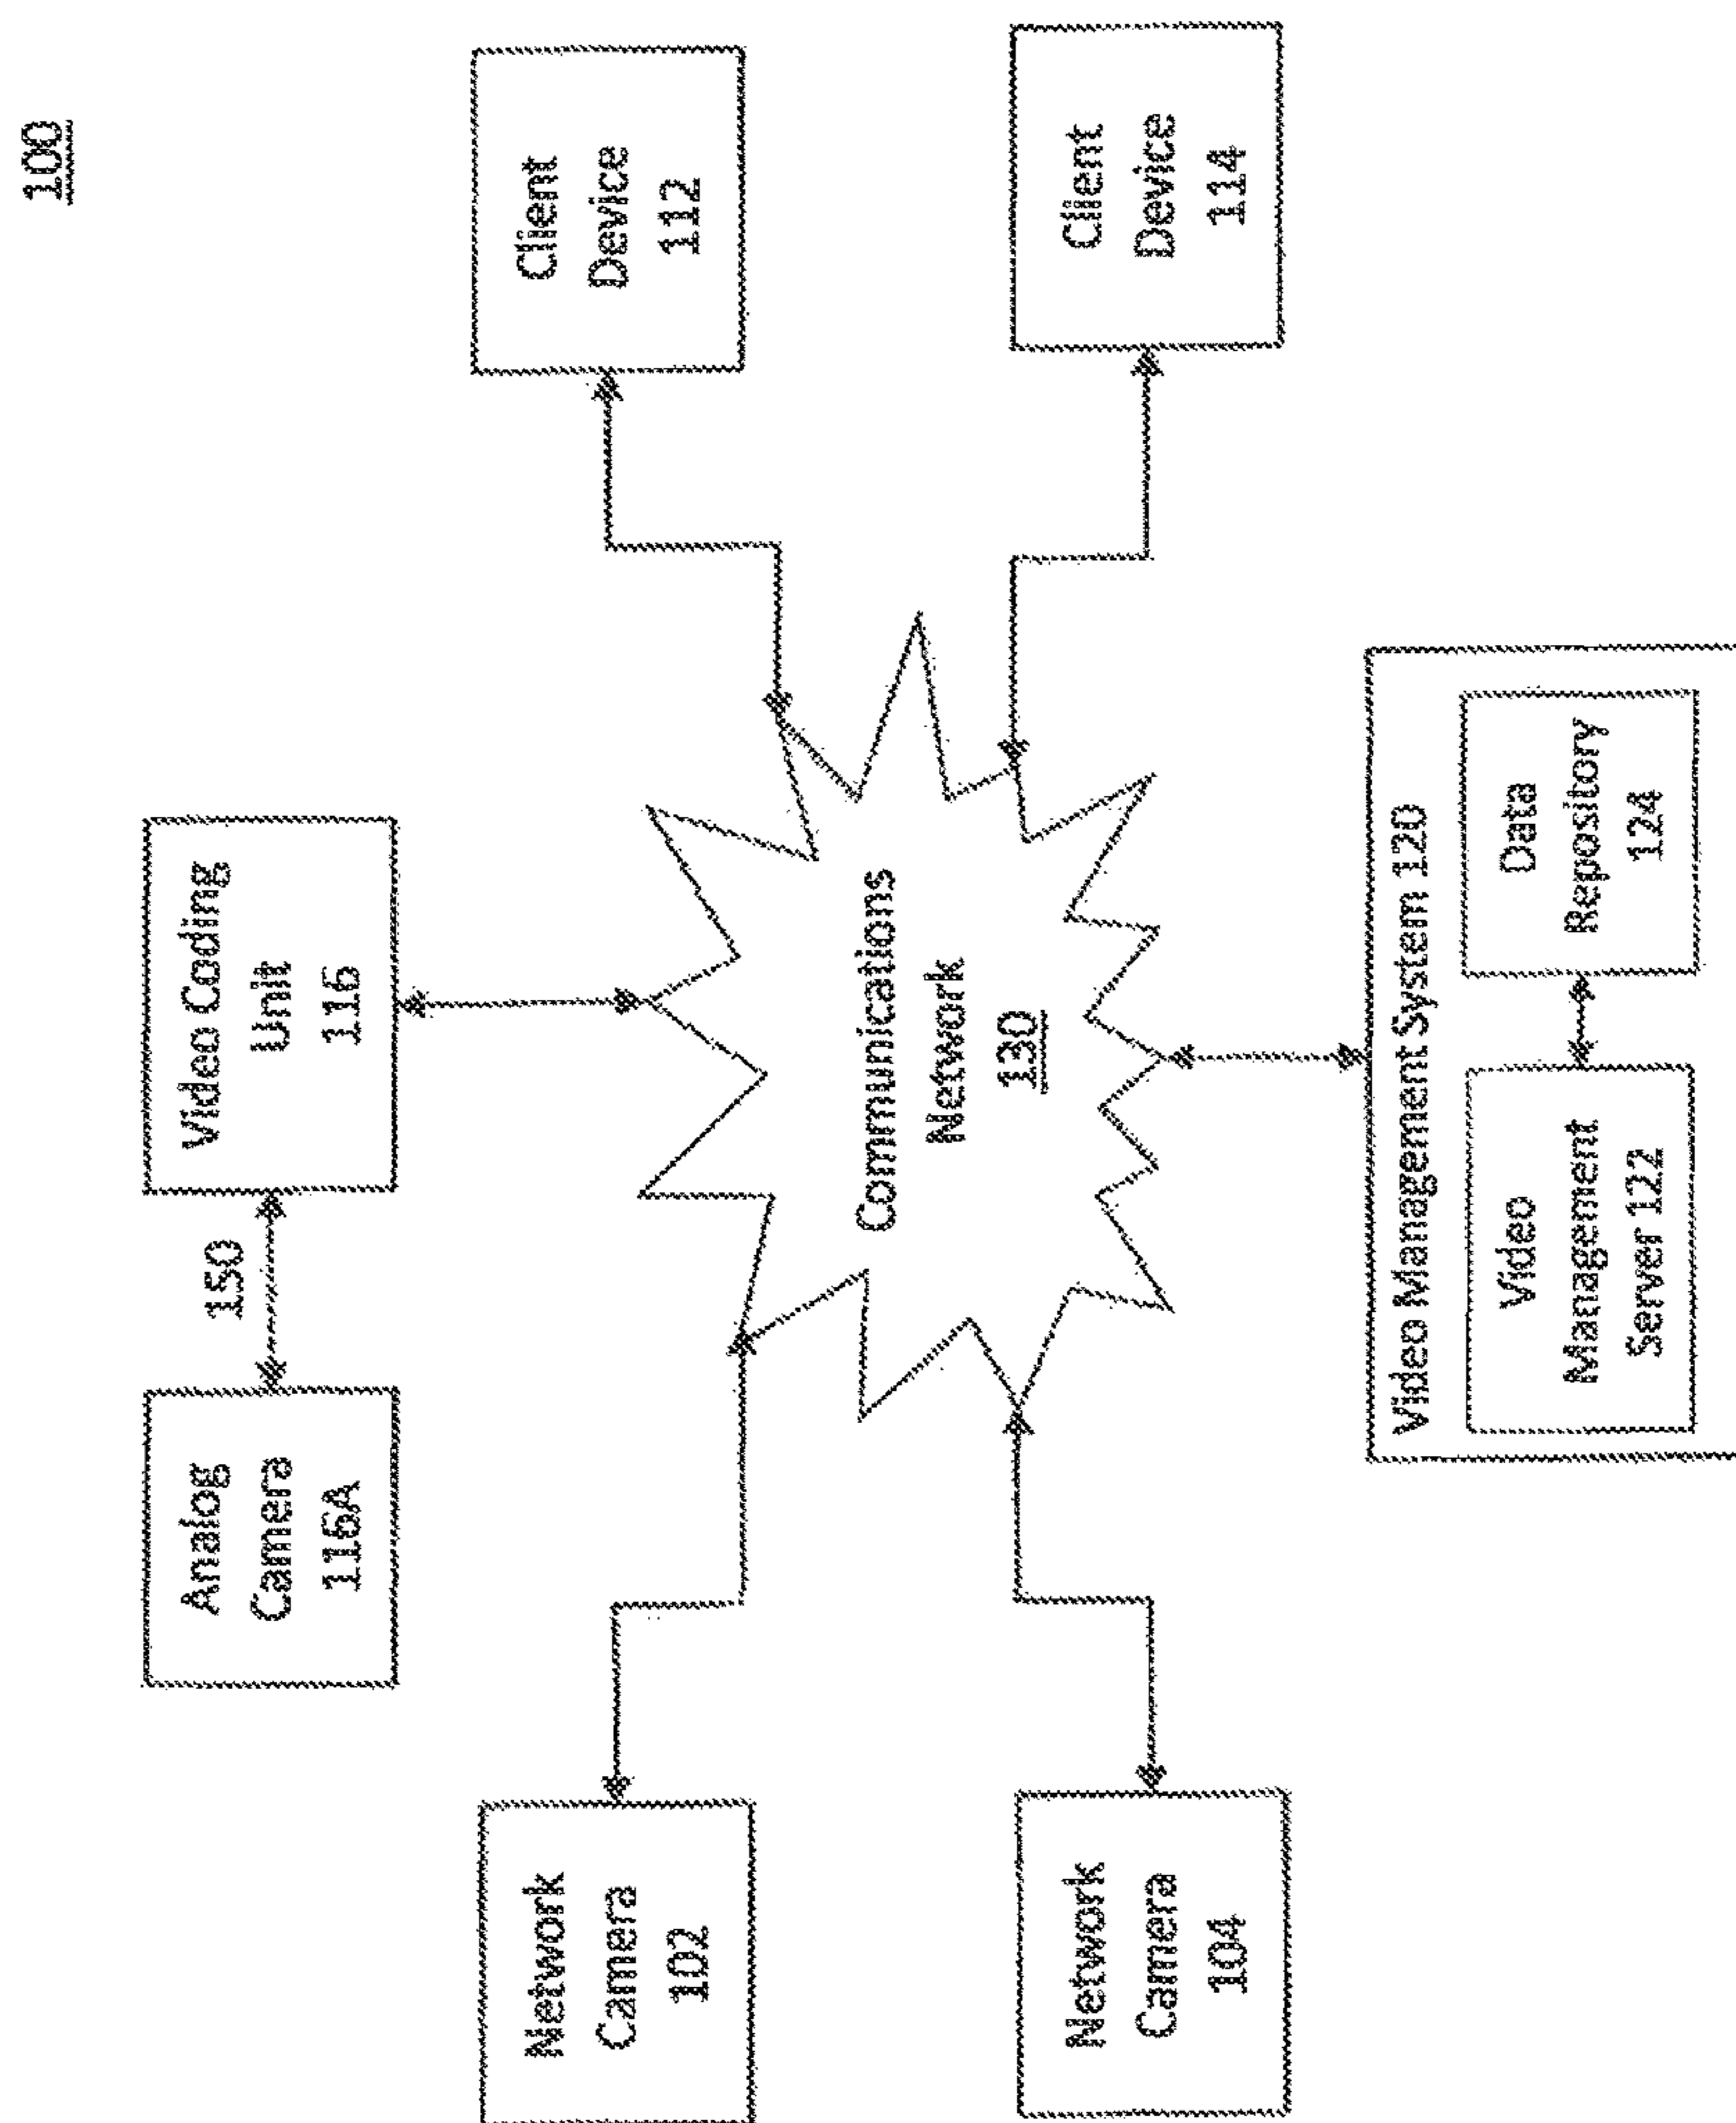 100
Analog
Camera
116A
150
Video Coding
Unit
116
Network
Camera
102
Client
Device
112
Communications
Network
130
Network
Camera
104
Client
Device
114
Video Management System 120
Video
Management
Server 122
Data
Repository
124